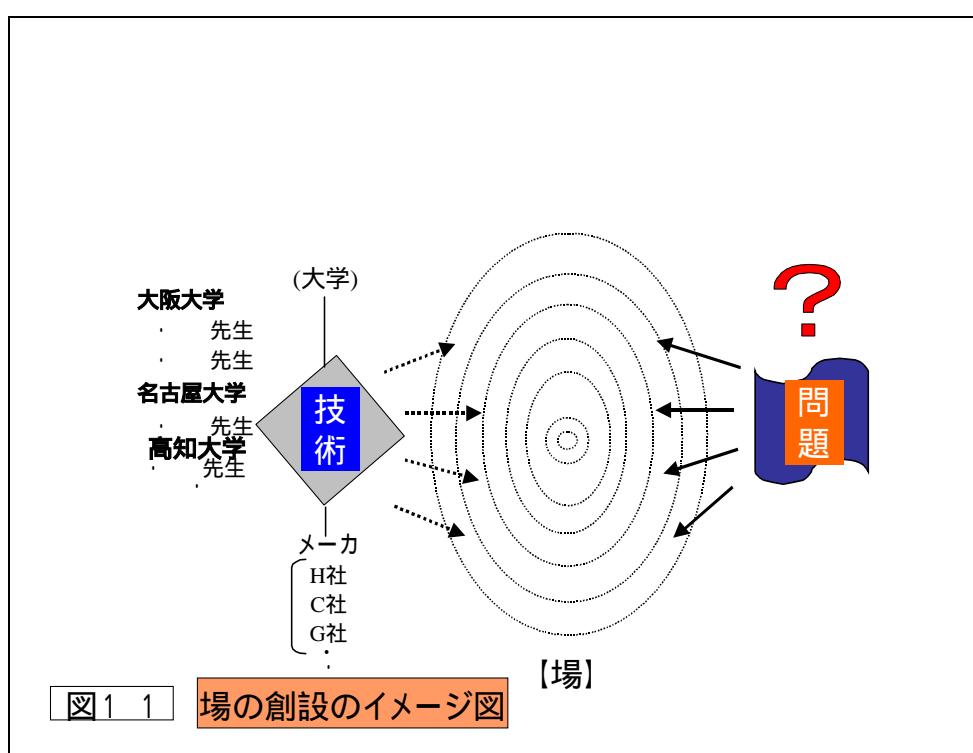 (大学)
大阪大学
・ 先生
・ 先生
名古屋大学
・ 先生
高知大学
・ 先生
・
技
術
メーカ
H社
C社
G社
・
・
?
問
題
【場】
図11
場の創設のイメージ図